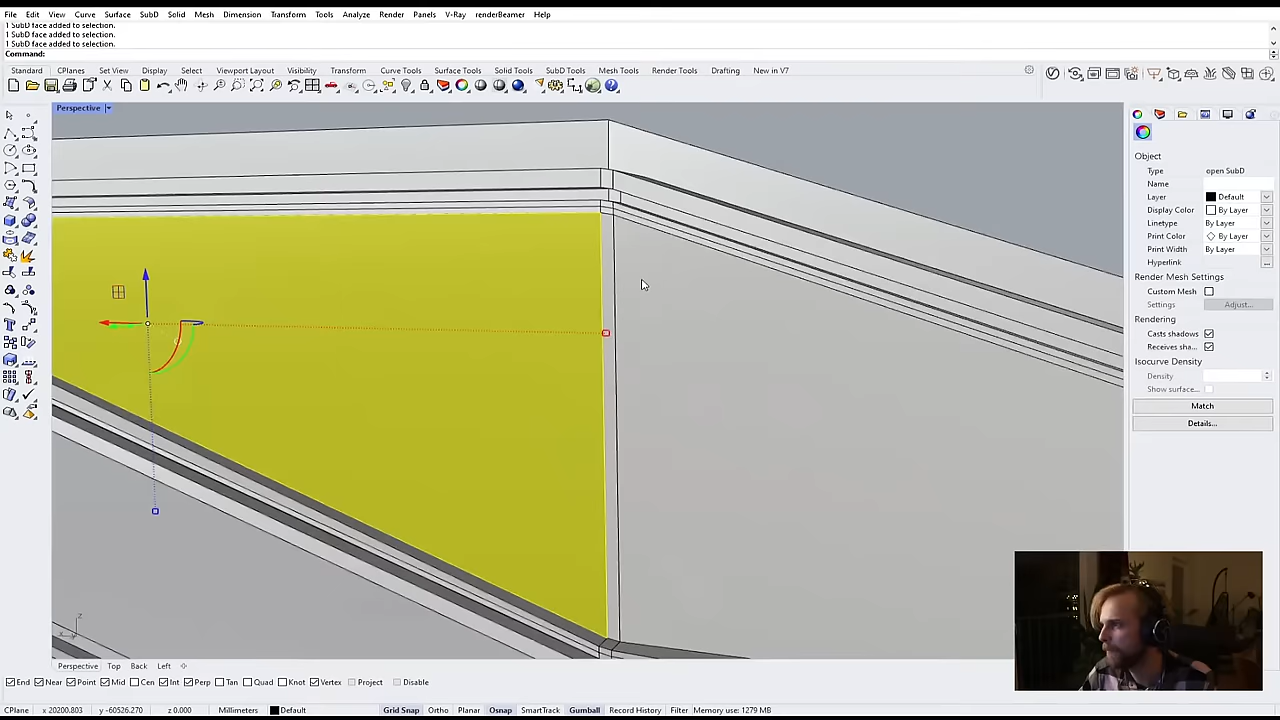 File Edit View Curve Surface SubD Solid Mesh Dimension Transform Tools Analyze Render Panels V-Ray renderBeamer Help
1 SubD face added to selection.
1 SubD face added to selection.
1 SubD face added to selection.
Command:
Standard CPlanes Set View Display Select Viewport Layout Visibility Transform Curve Tools Surface Tools Solid Tools SubD Tools Mesh Tools Render Tools Drafting New in V7
Perspective
Object
Type open SubD
Name
Layer Default
Display Color By Layer
Linetype By Layer
Print Color By Layer
Print Width By Layer
Hyperlink ...
Render Mesh Settings
Custom Mesh
Settings Adjust...
Rendering
Casts shadows
Receives sha...
Isocurve Density
Density
Show surface...
Match
Details...
z
x y
Perspective Top Back Left
End Near Point Mid Cen Int Perp Tan Quad Knot Vertex Project Disable
CPlane x 20200.803 y -60526.270 z 0.000 Millimeters Default Grid Snap Ortho Planar Osnap SmartTrack Gumball Record History Filter Memory use: 1279 MB